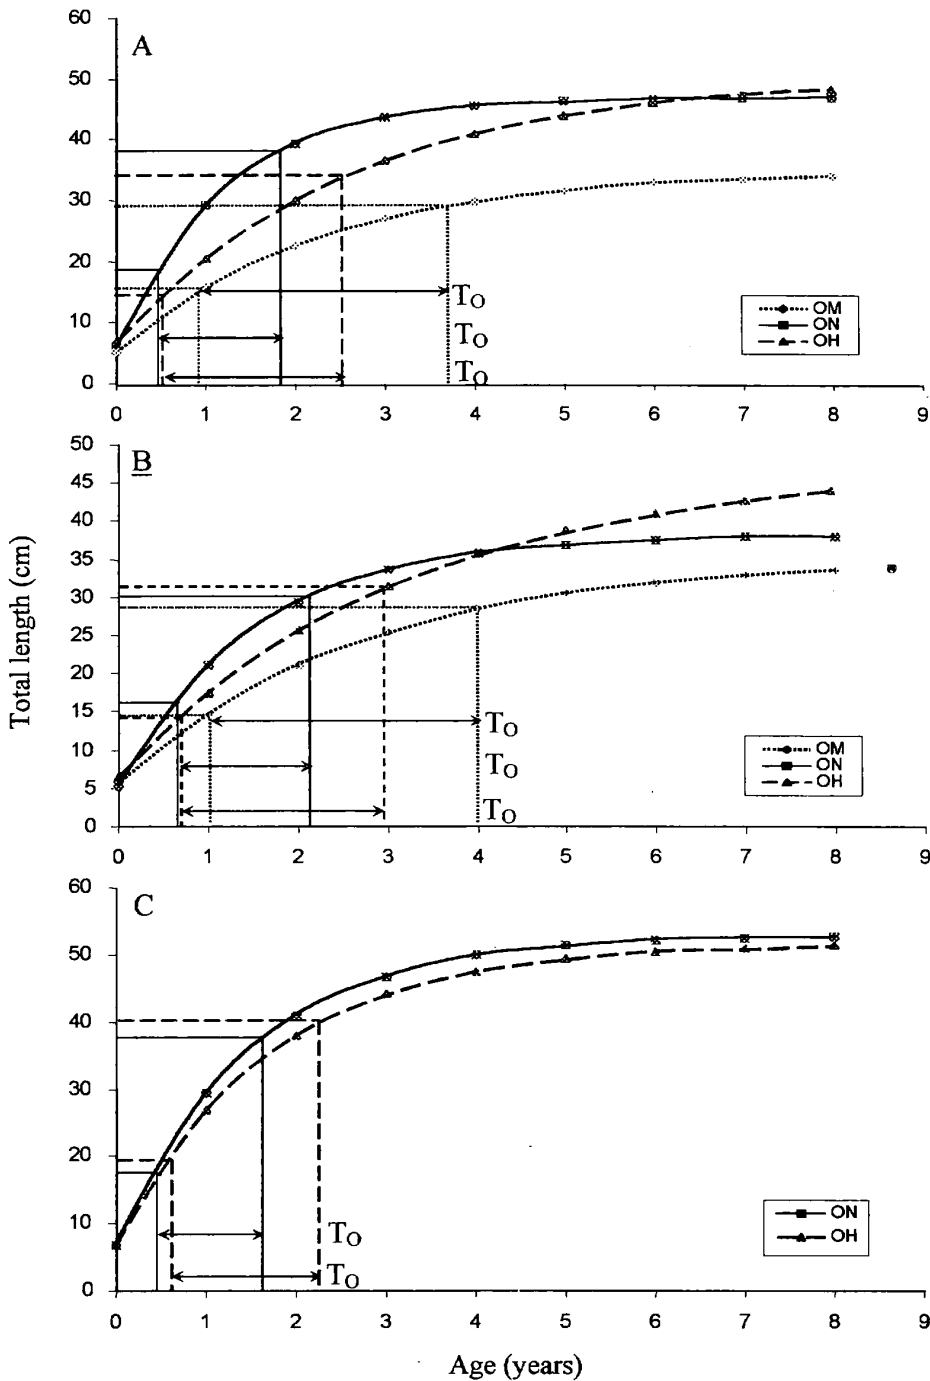 A
60
50
40
30
20
10
0
0 1 2 3 4 5 6 7 8 9
TO
TO
TO
OM
ON
OH
B
50
45
40
35
30
25
20
15
10
5
0
0 1 2 3 4 5 6 7 8 9
TO
TO
TO
OM
ON
OH
Total length (cm)
C
60
50
40
30
20
10
0
0 1 2 3 4 5 6 7 8 9
TO
TO
ON
OH
Age (years)